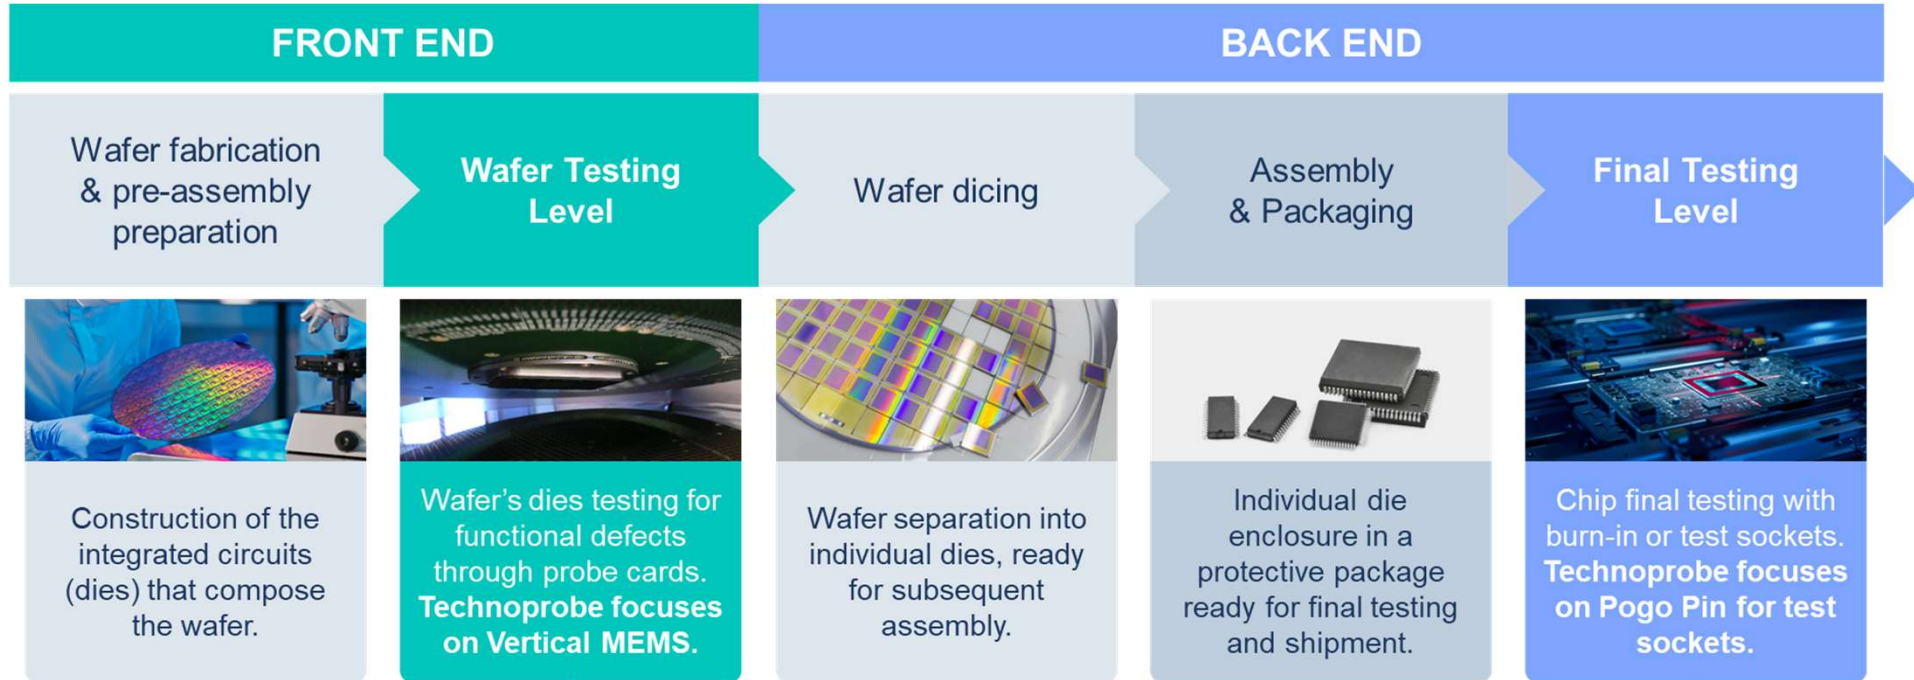 FRONT END
BACK END
Wafer fabrication
& pre-assembly
preparation
Wafer Testing
Level
Wafer dicing
Assembly
& Packaging
Final Testing
Level
Construction of the
integrated circuits
(dies) that compose
the wafer.
Wafer’s dies testing for
functional defects
through probe cards.
Technoprobe focuses
on Vertical MEMS.
Wafer separation into
individual dies, ready
for subsequent
assembly.
Individual die
enclosure in a
protective package
ready for final testing
and shipment.
Chip final testing with
burn-in or test sockets.
Technoprobe focuses
on Pogo Pin for test
sockets.